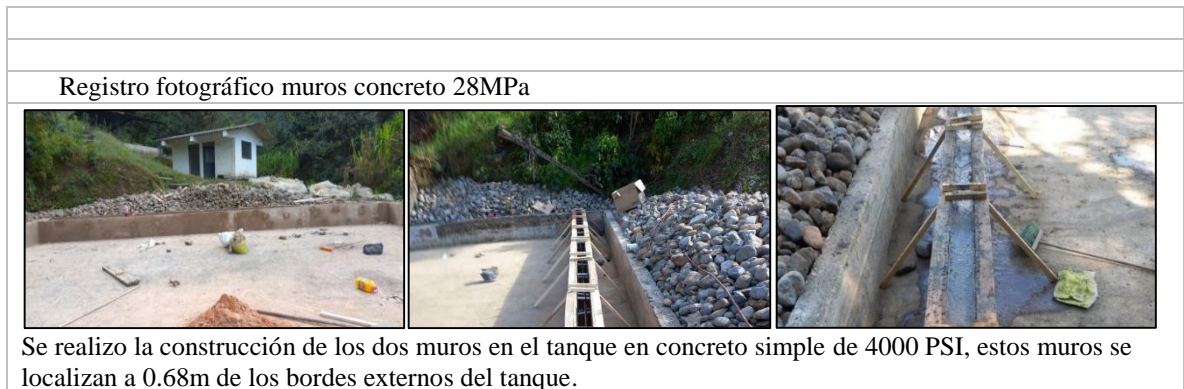 Registro fotográfico muros concreto 28MPa
Se realizo la construcción de los dos muros en el tanque en concreto simple de 4000 PSI, estos muros se
localizan a 0.68m de los bordes externos del tanque.